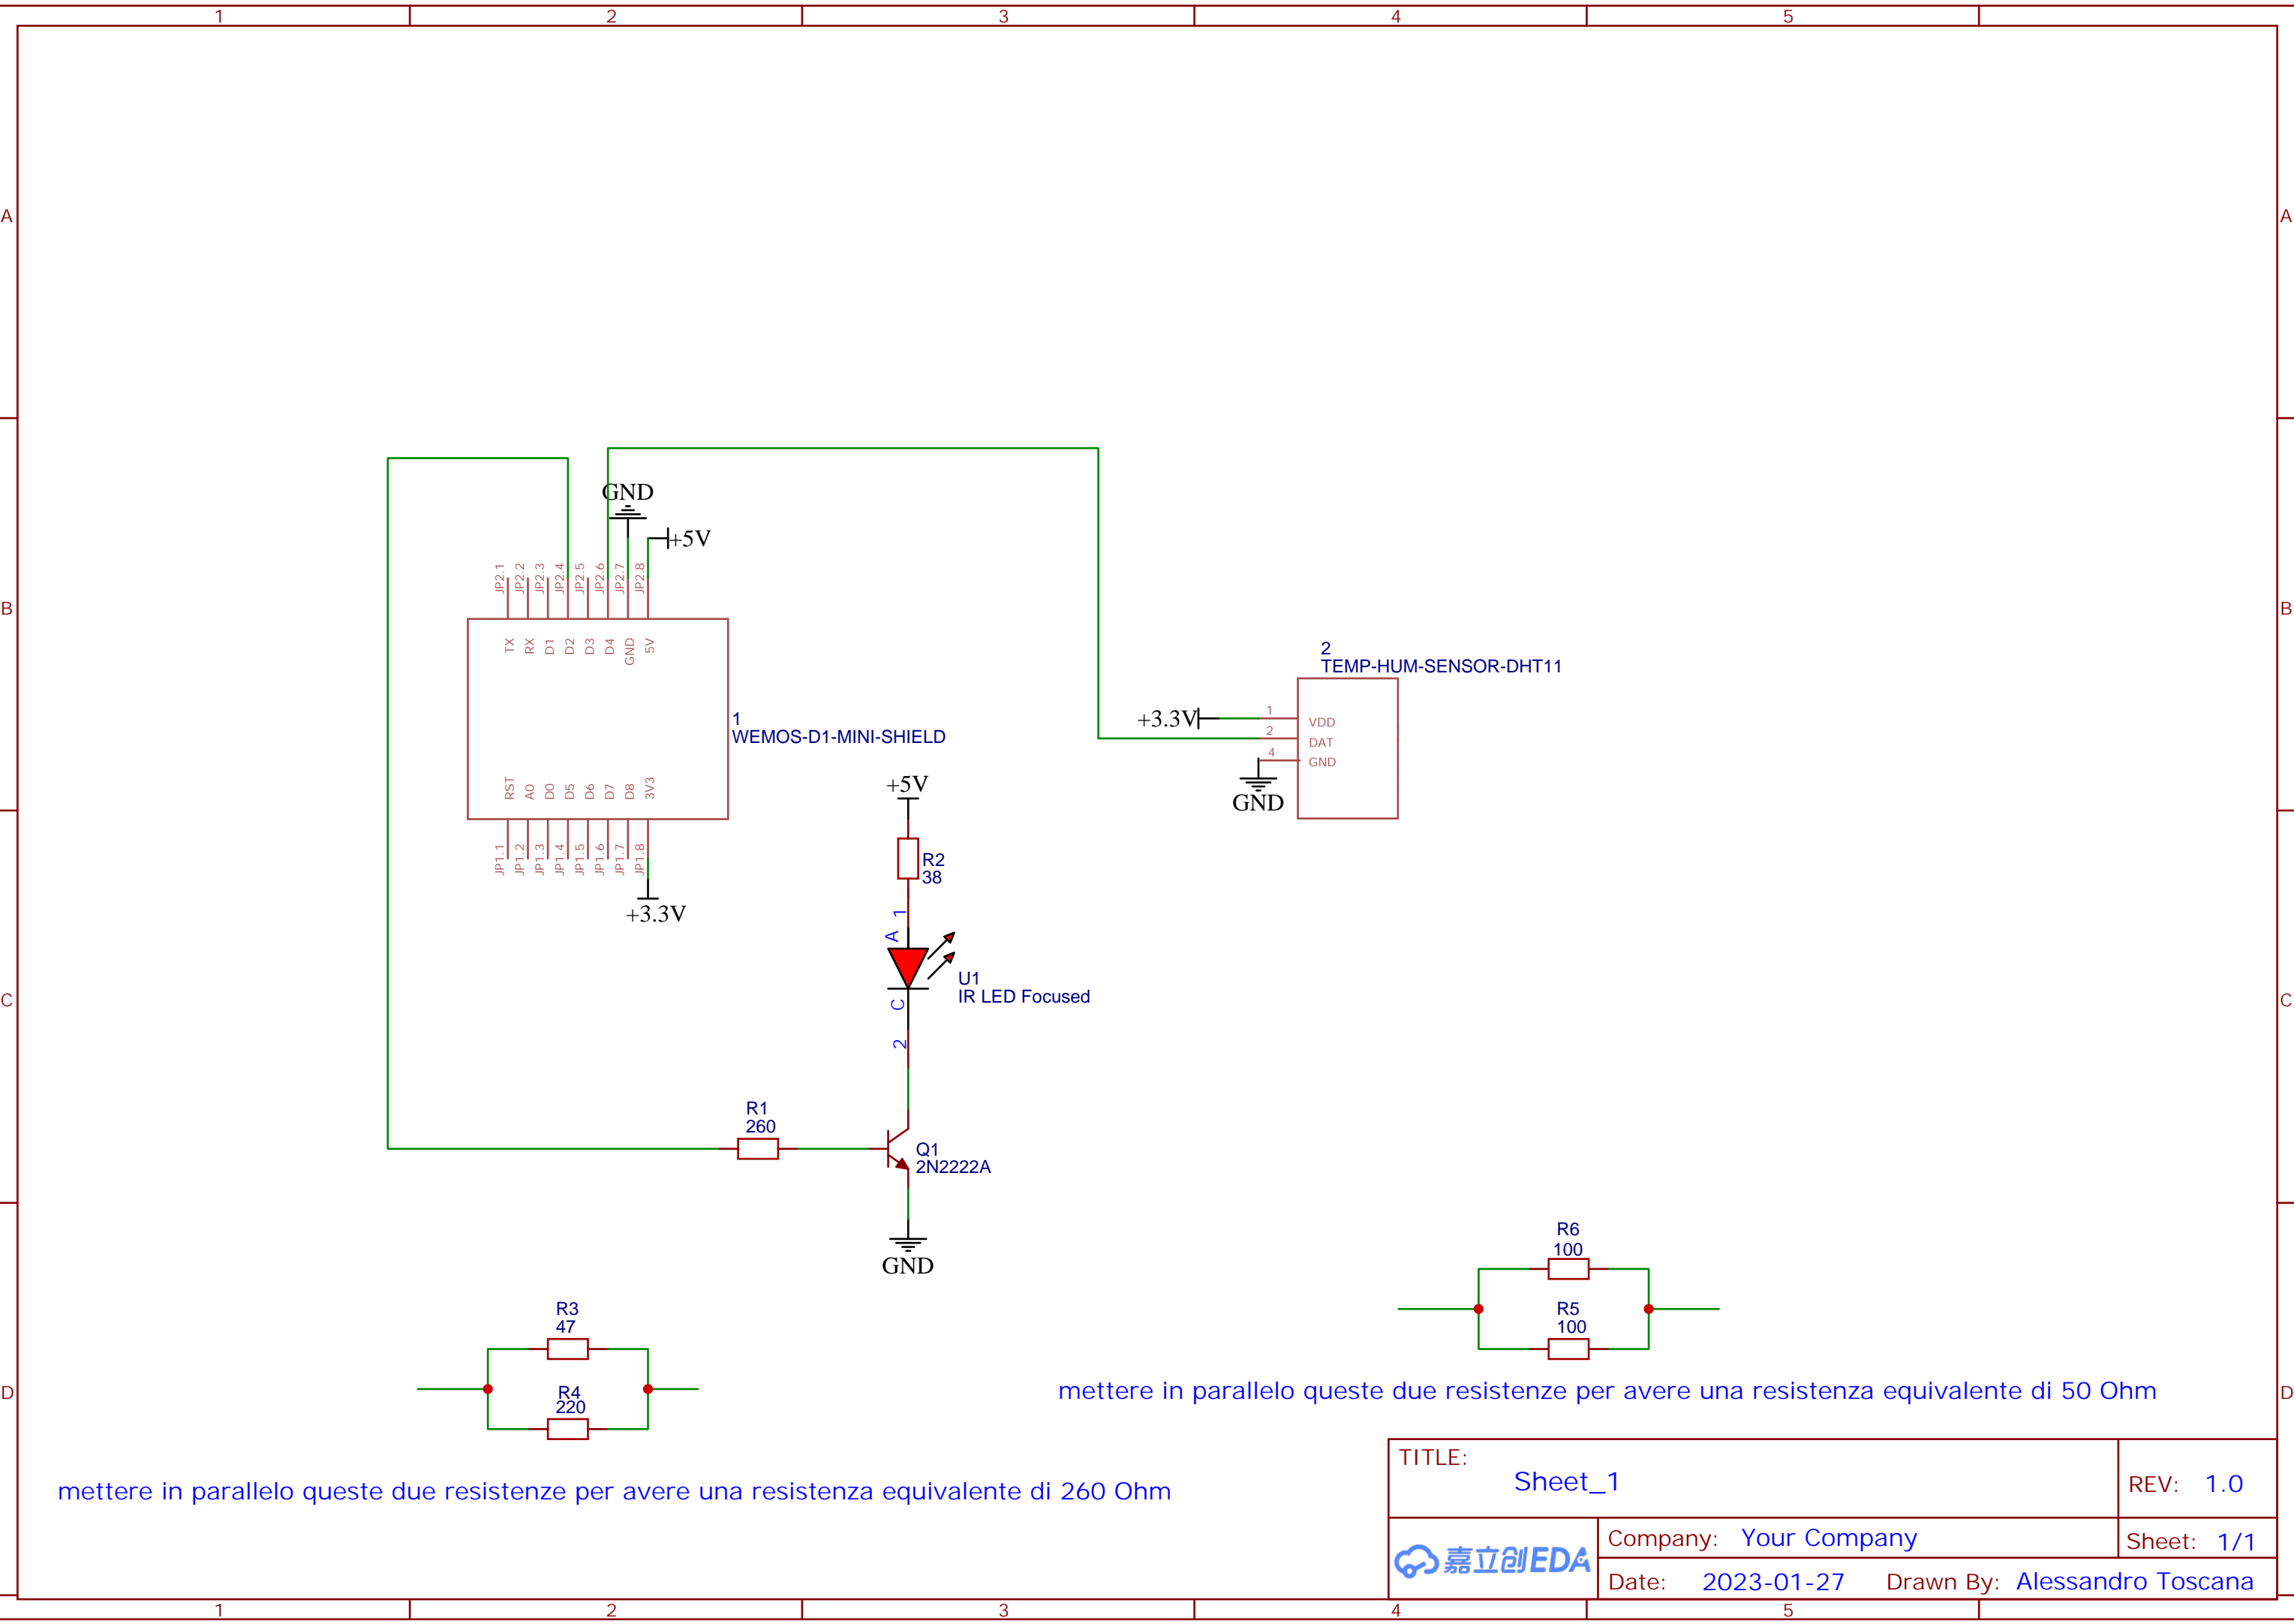 1 2 3 4 5
A A
GND
+5V
JP2.1 JP2.2 JP2.3 JP2.4 JP2.5 JP2.6 JP2.7 JP2.8
B B
TX RX D1 D2 D3 D4 GND 5V
2
TEMP-HUM-SENSOR-DHT11
1
WEMOS-D1-MINI-SHIELD
+3.3V 1 VDD
2 DAT
4 GND
GND
RST A0 D0 D5 D6 D7 D8 3V3
JP1.1 JP1.2 JP1.3 JP1.4 JP1.5 JP1.6 JP1.7 JP1.8
+3.3V
+5V
R2
38
1
A
U1
IR LED Focused
C
2
C C
R1
260
Q1
2N2222A
GND
R6
100
R5
100
R3
47
R4
220
D D
mettere in parallelo queste due resistenze per avere una resistenza equivalente di 50 Ohm
mettere in parallelo queste due resistenze per avere una resistenza equivalente di 260 Ohm
TITLE:
Sheet_1
REV: 1.0
嘉立创EDA
Company: Your Company
Sheet: 1/1
Date: 2023-01-27 Drawn By: Alessandro Toscana
1 2 3 4 5